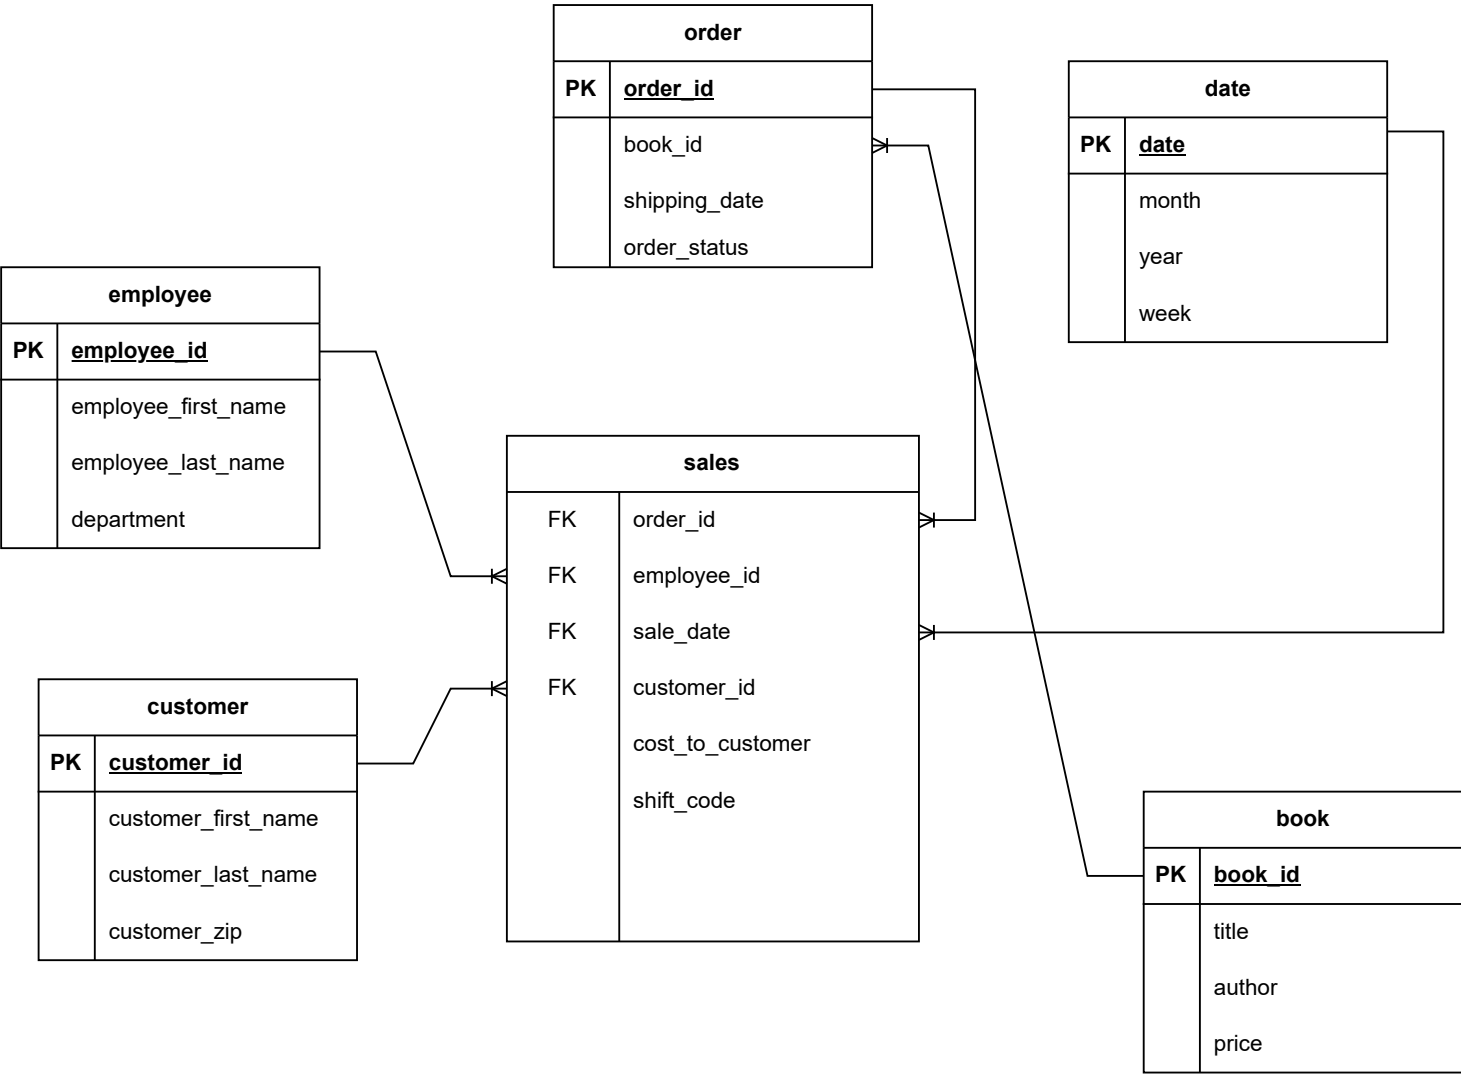 order
PK order_id
book_id
shipping_date
order_status
date
PK date
month
year
week
employee
PK employee_id
employee_first_name
employee_last_name
department
sales
FK order_id
FK employee_id
FK sale_date
FK customer_id
cost_to_customer
shift_code
customer
PK customer_id
customer_first_name
customer_last_name
customer_zip
book
PK book_id
title
author
price